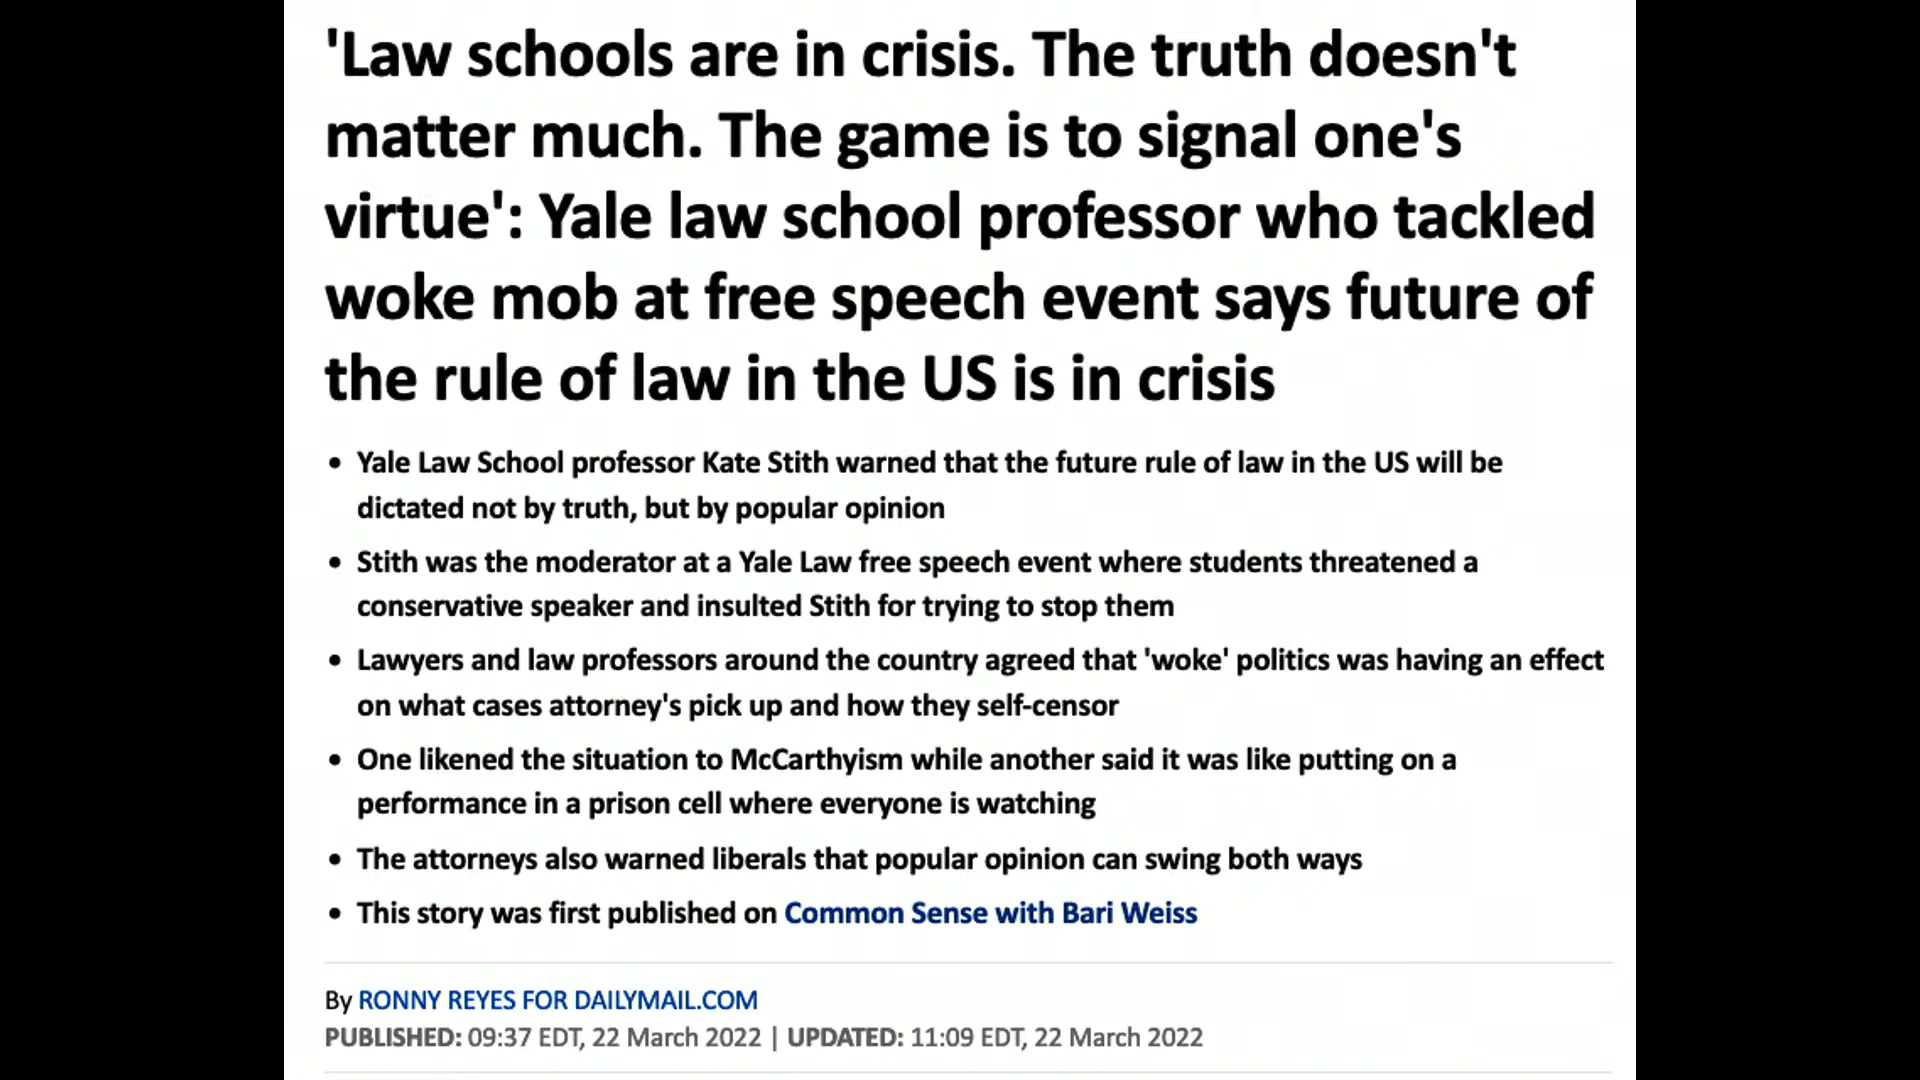 'Law schools are in crisis. The truth doesn't
matter much. The game is to signal one's
virtue': Yale law school professor who tackled
woke mob at free speech event says future of
the rule of law in the US is in crisis
• Yale Law School professor Kate Stith warned that the future rule of law in the US will be
dictated not by truth, but by popular opinion
• Stith was the moderator at a Yale Law free speech event where students threatened a
conservative speaker and insulted Stith for trying to stop them
• Lawyers and law professors around the country agreed that 'woke' politics was having an effect
on what cases attorney's pick up and how they self-censor
• One likened the situation to McCarthyism while another said it was like putting on a
performance in a prison cell where everyone is watching
• The attorneys also warned liberals that popular opinion can swing both ways
• This story was first published on Common Sense with Bari Weiss
By RONNY REYES FOR DAILYMAIL.COM
PUBLISHED: 09:37 EDT, 22 March 2022 | UPDATED: 11:09 EDT, 22 March 2022